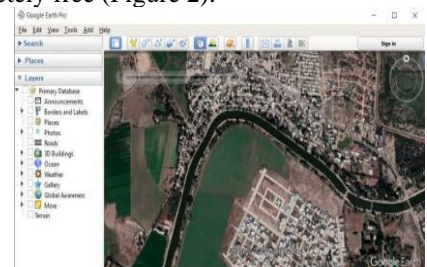 etely free (Figure 2).
Google Earth Pro
File Edit View Tools Add Help
Search
Sign in
Places
Layers
Primary Database
Announcements
Borders and Labels
Places
Photos
Roads
3D Buildings
Ocean
Weather
Gallery
Global Awareness
More
Terrain
Google Earth